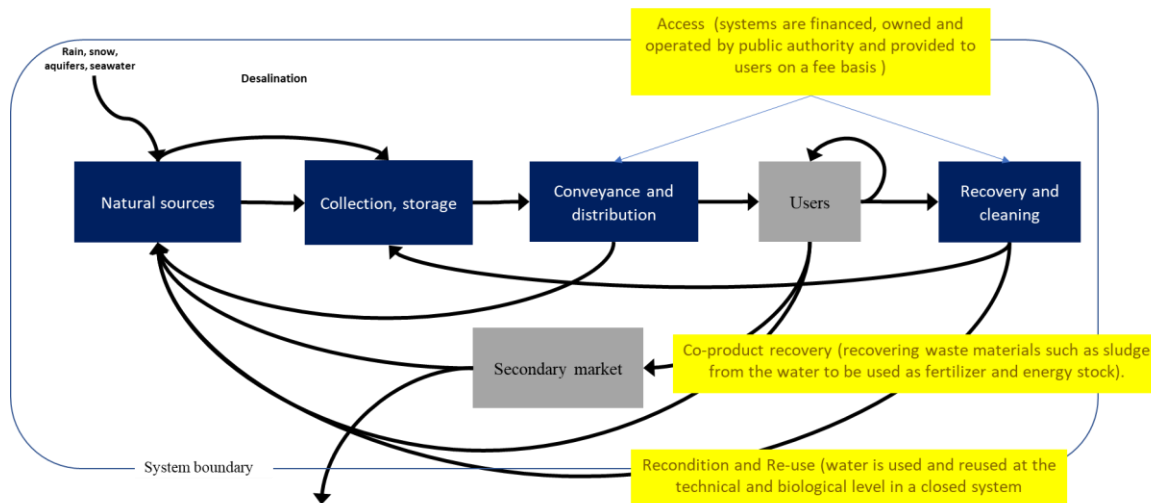 Access  (systems are financed, owned and
operated by public authority and provided to
users on a fee basis )
Rain, snow,
aquifers, seawater
Desalination
Natural sources
Collection, storage
Conveyance and
distribution
Users
Recovery and
cleaning
Secondary market
Co-product recovery (recovering waste materials such as sludge
from the water to be used as fertilizer and energy stock).
System boundary
Recondition and Re-use (water is used and reused at the
technical and biological level in a closed system